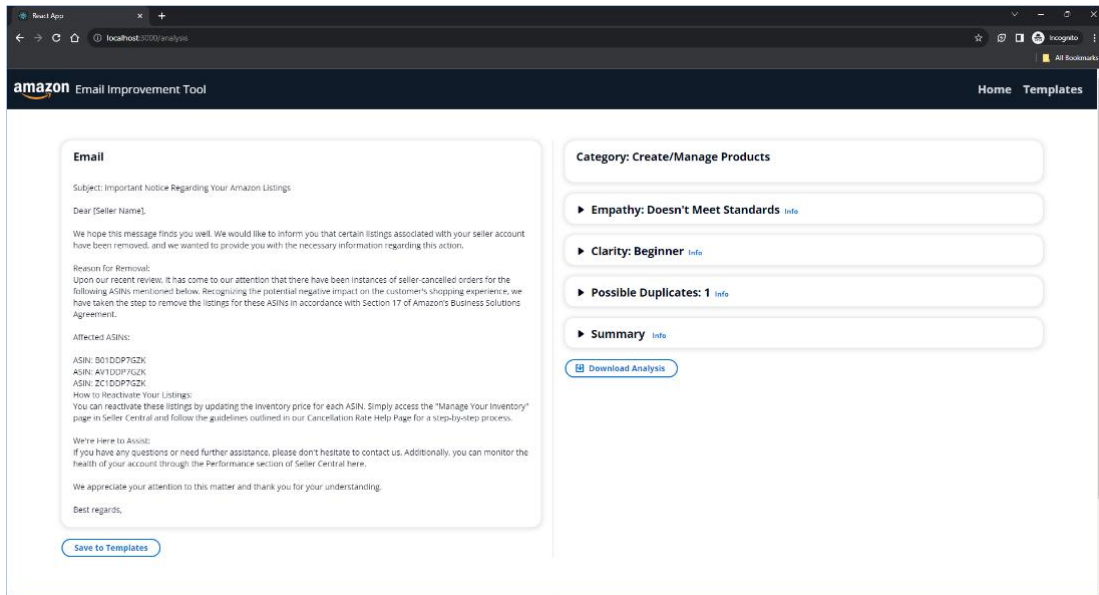 React App
localhost:3000/analysis
Incognito
All Bookmarks
amazon Email Improvement Tool
Home Templates
Email
Subject: Important Notice Regarding Your Amazon Listings
Dear [Seller Name],
We hope this message finds you well. We would like to inform you that certain listings associated with your seller account
have been removed, and we wanted to provide you with the necessary information regarding this action.
Reason for Removal:
Upon our recent review, it has come to our attention that there have been instances of seller-cancelled orders for the
following ASINs mentioned below. Recognizing the potential negative impact on the customer's shopping experience, we
have taken the step to remove the listings for these ASINs in accordance with Section 17 of Amazon's Business Solutions
Agreement.
Affected ASINs:
ASIN: B01DDP7GZK
ASIN: AV1DDP7GZK
ASIN: ZC1DDP7GZK
How to Reactivate Your Listings:
You can reactivate these listings by updating the inventory price for each ASIN. Simply access the "Manage Your Inventory"
page in Seller Central and follow the guidelines outlined in our Cancellation Rate Help Page for a step-by-step process.
We're Here to Assist:
If you have any questions or need further assistance, please don't hesitate to contact us. Additionally, you can monitor the
health of your account through the Performance section of Seller Central here.
We appreciate your attention to this matter and thank you for your understanding.
Best regards,
Save to Templates
Category: Create/Manage Products
Empathy: Doesn't Meet Standards Info
Clarity: Beginner Info
Possible Duplicates: 1 Info
Summary Info
Download Analysis